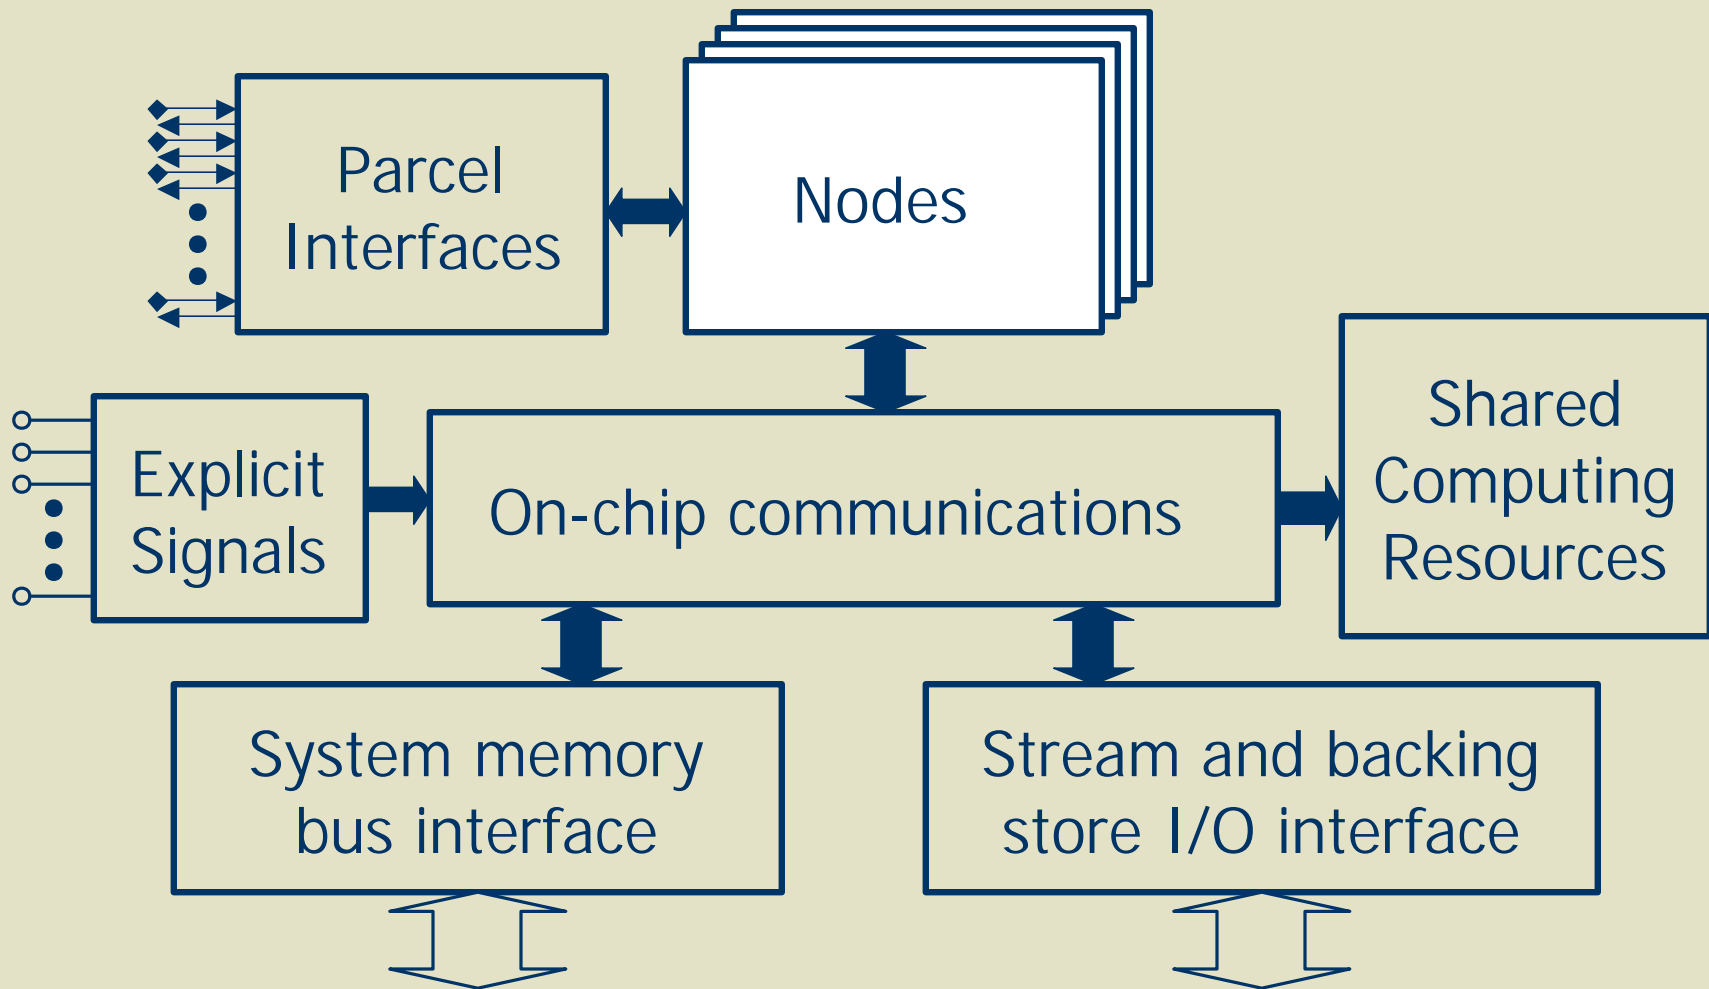 Parcel
Interfaces
Nodes
Explicit
Signals
On-chip communications
Shared
Computing
Resources
System memory
bus interface
Stream and backing
store I/O interface